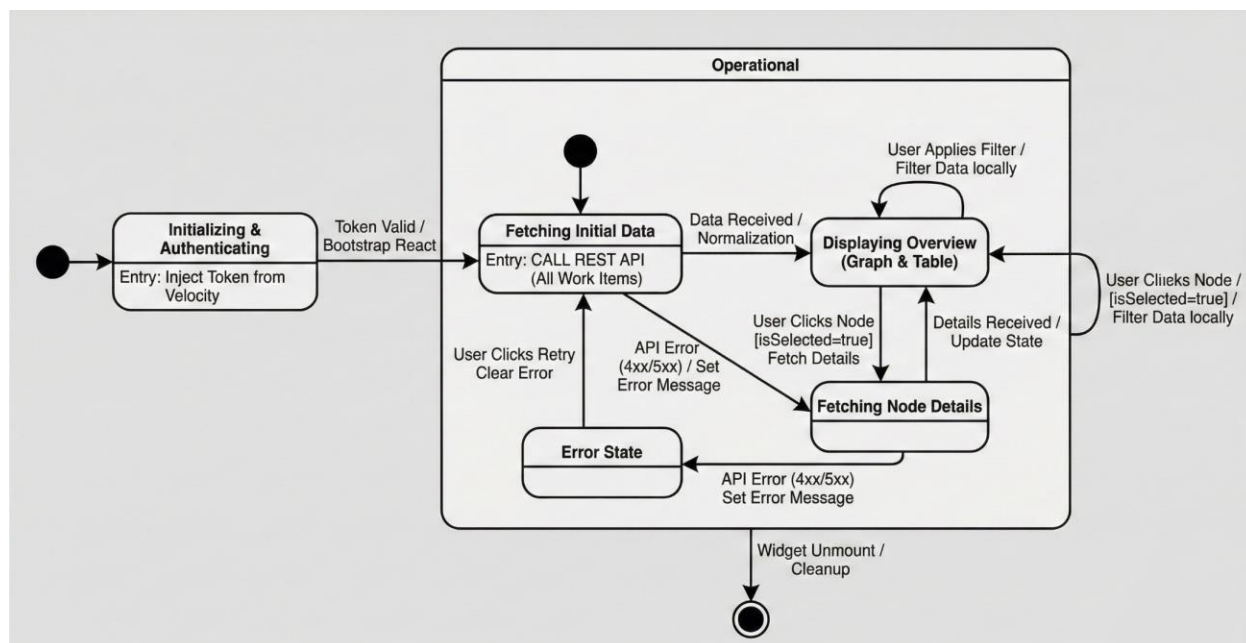 Operational
User Applies Filter /
Filter Data locally
Initializing &
Authenticating
Entry: Inject Token from
Velocity
Token Valid /
Bootstrap React
Fetching Initial Data
Entry: CALL REST API
(All Work Items)
Data Received /
Normalization
Displaying Overview
(Graph & Table)
User Clicks Node /
[isSelected=true] /
Filter Data locally
User Clicks Node
[isSelected=true]
Fetch Details
Details Received /
Update State
User Clicks Retry
Clear Error
API Error
(4xx/5xx) / Set
Error Message
Fetching Node Details
Error State
API Error (4xx/5xx)
Set Error Message
Widget Unmount /
Cleanup